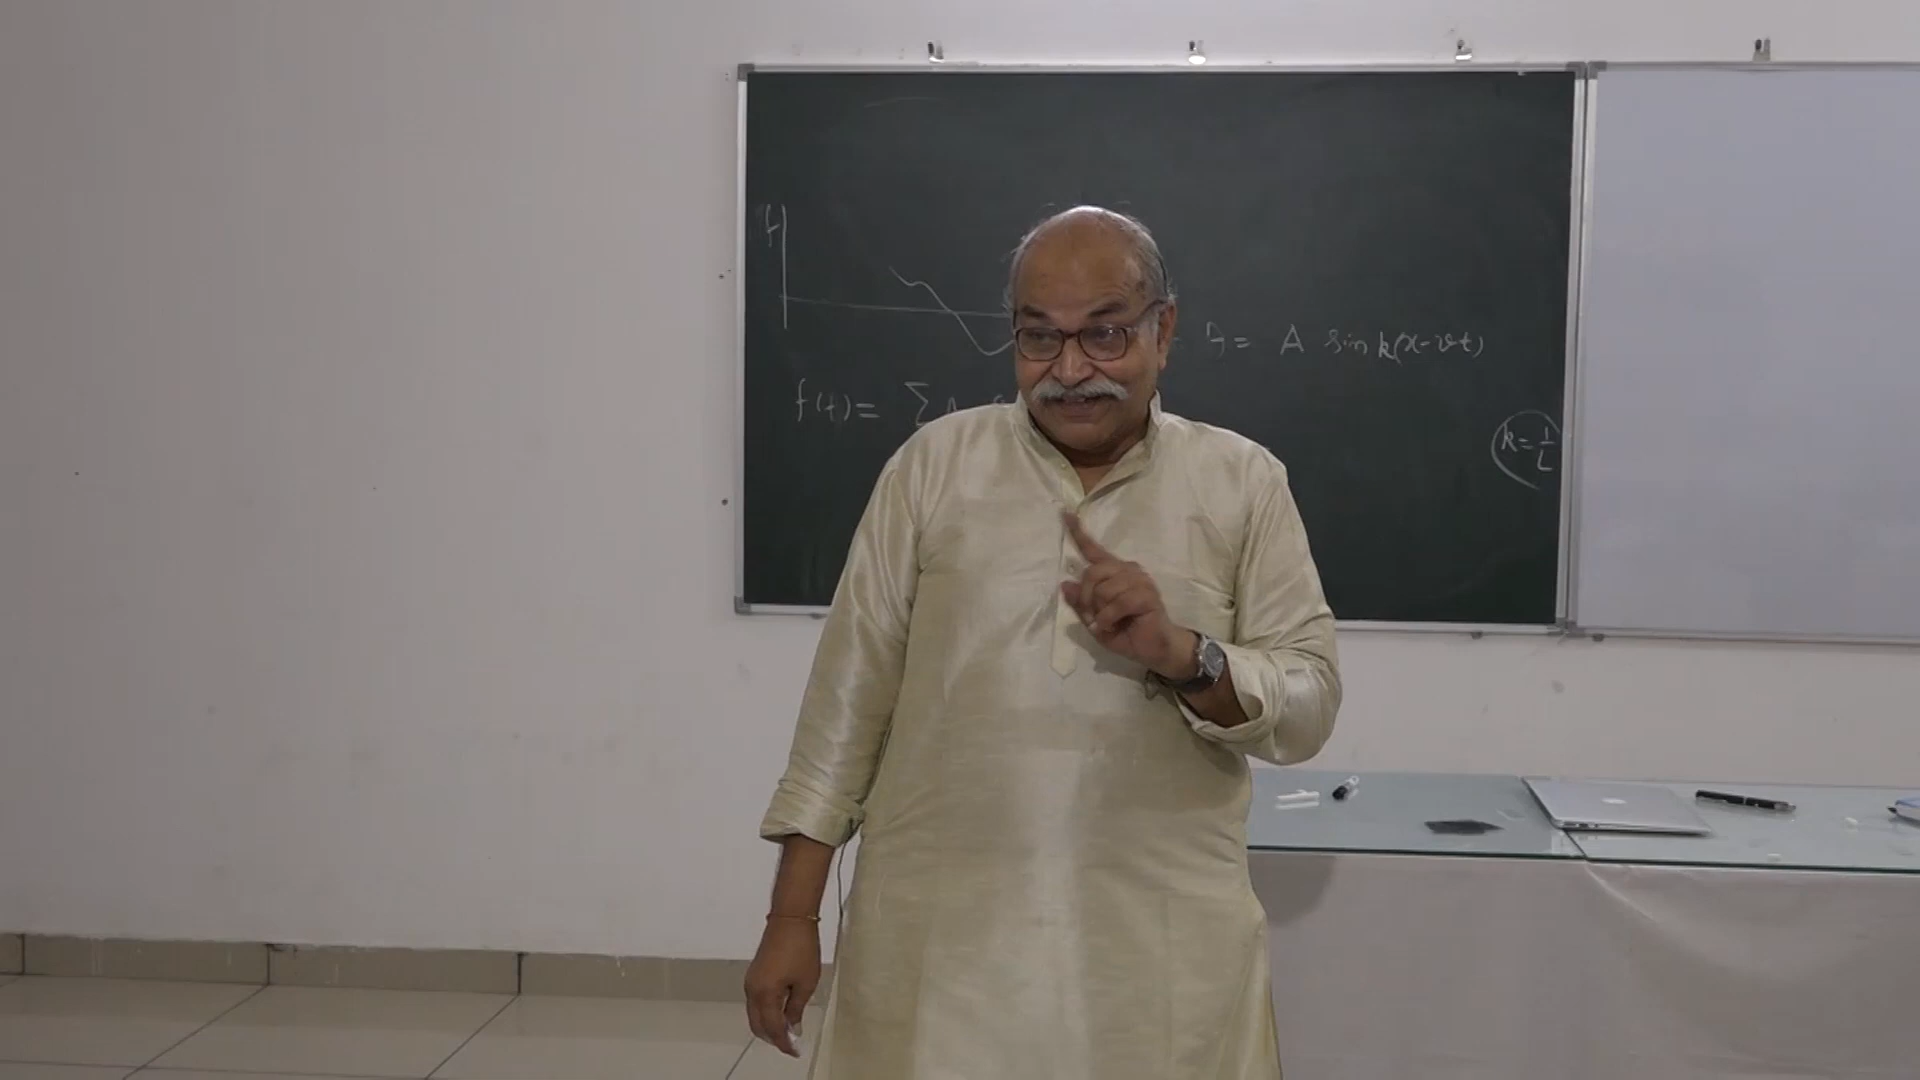 f
= A sin k(x-vt)
f(t) = Σ A
k = 1/L